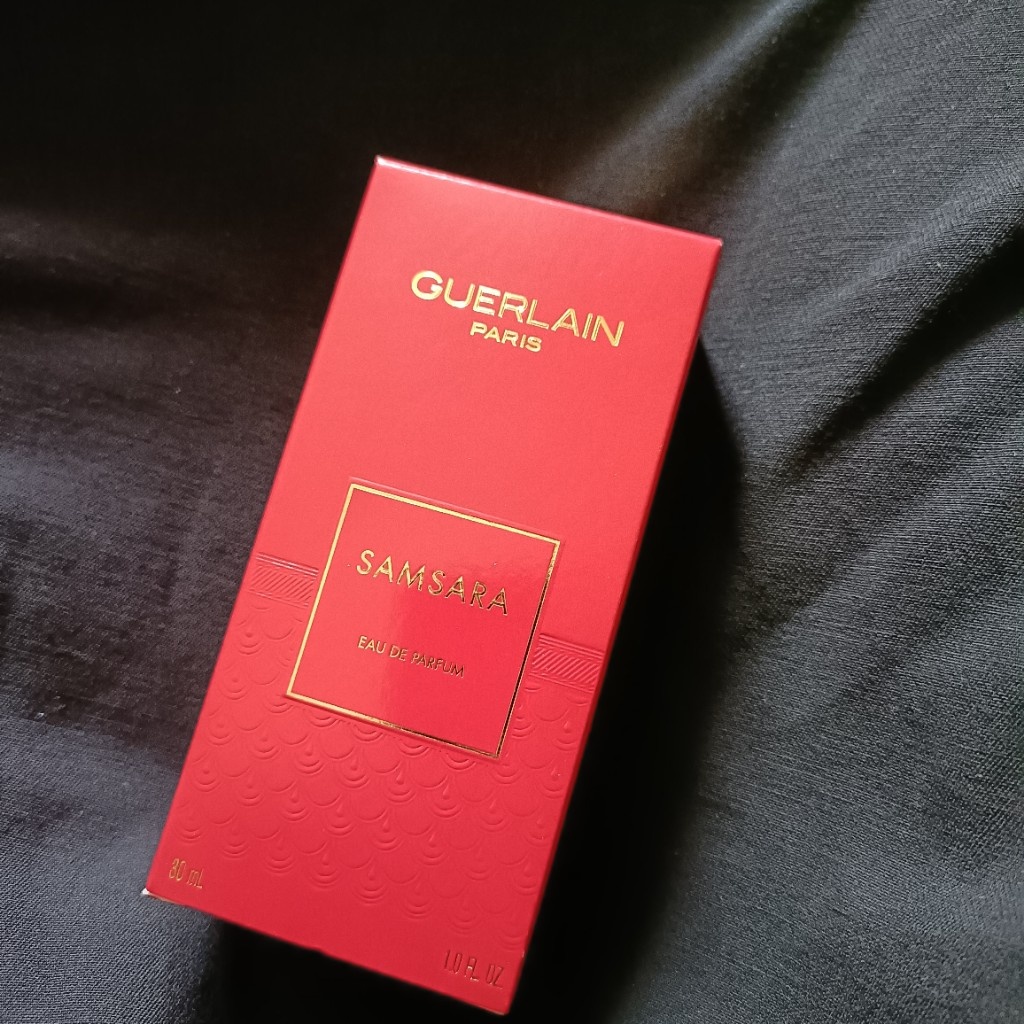 GUERLAIN
PARIS
SAMSARA
EAU DE PARFUM
30 mL
1.0 FL. OZ.